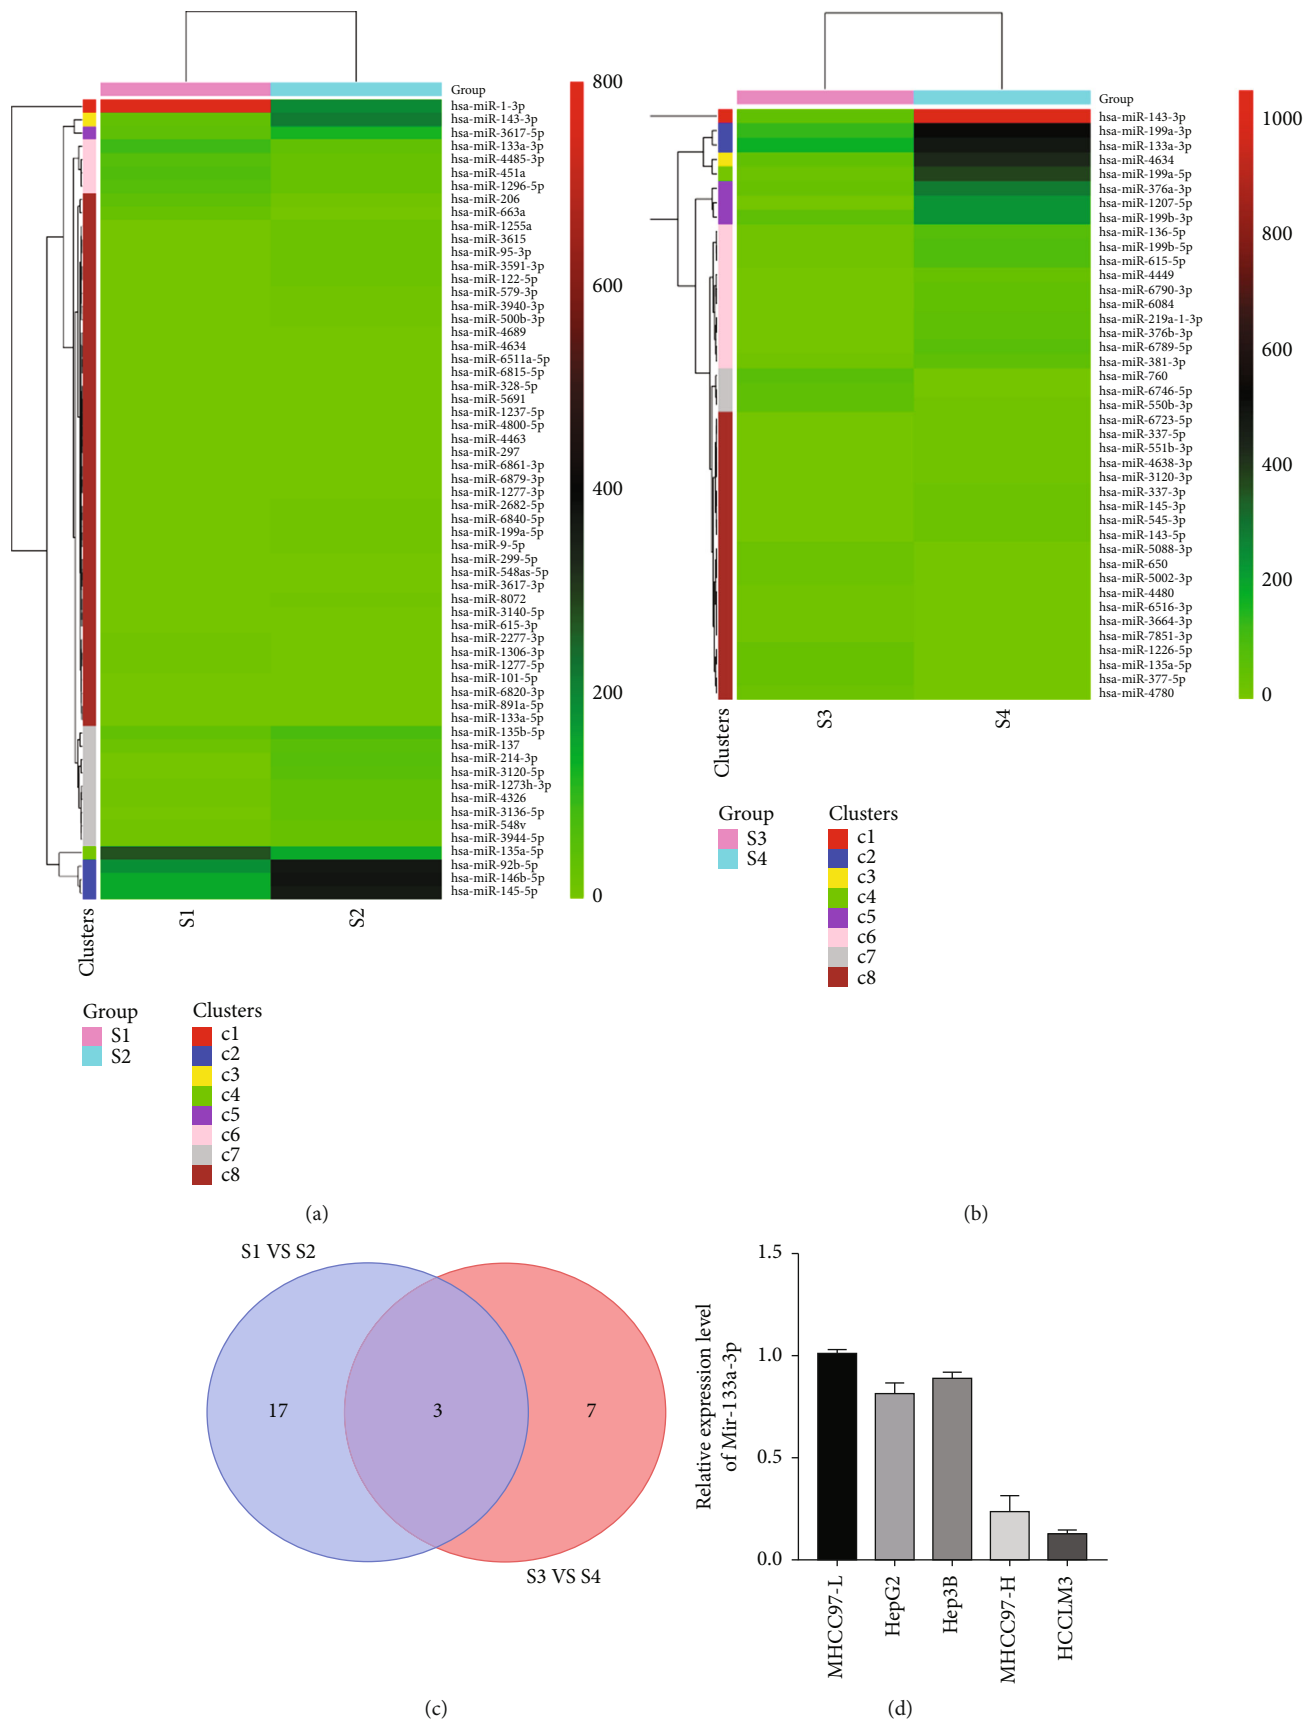 Group
hsa-miR-1-3p
hsa-miR-143-3p
hsa-miR-3617-5p
hsa-miR-133a-3p
hsa-miR-4485-3p
hsa-miR-451a
hsa-miR-1296-5p
hsa-miR-206
hsa-miR-663a
hsa-miR-1255a
hsa-miR-3615
hsa-miR-95-3p
hsa-miR-3591-3p
hsa-miR-122-5p
hsa-miR-579-3p
hsa-miR-3940-3p
hsa-miR-500b-3p
hsa-miR-4689
hsa-miR-4634
hsa-miR-6511a-5p
hsa-miR-6815-5p
hsa-miR-328-5p
hsa-miR-5691
hsa-miR-1237-5p
hsa-miR-4800-5p
hsa-miR-4463
hsa-miR-297
hsa-miR-6861-3p
hsa-miR-6879-3p
hsa-miR-1277-3p
hsa-miR-2682-5p
hsa-miR-6840-5p
hsa-miR-199a-5p
hsa-miR-9-5p
hsa-miR-299-5p
hsa-miR-548as-5p
hsa-miR-3617-3p
hsa-miR-8072
hsa-miR-3140-5p
hsa-miR-615-3p
hsa-miR-2277-3p
hsa-miR-1306-3p
hsa-miR-1277-5p
hsa-miR-101-5p
hsa-miR-6820-3p
hsa-miR-891a-5p
hsa-miR-133a-5p
hsa-miR-135b-5p
hsa-miR-137
hsa-miR-214-3p
hsa-miR-3120-5p
hsa-miR-1273h-3p
hsa-miR-4326
hsa-miR-3136-5p
hsa-miR-548v
hsa-miR-3944-5p
hsa-miR-135a-5p
hsa-miR-92b-5p
hsa-miR-146b-5p
hsa-miR-145-5p
800
600
400
200
0
Clusters
S1
S2
Group
S1
S2
Clusters
c1
c2
c3
c4
c5
c6
c7
c8
(a)
Group
hsa-miR-143-3p
hsa-miR-199a-3p
hsa-miR-133a-3p
hsa-miR-4634
hsa-miR-199a-5p
hsa-miR-376a-3p
hsa-miR-1207-5p
hsa-miR-199b-3p
hsa-miR-136-5p
hsa-miR-199b-5p
hsa-miR-615-5p
hsa-miR-4449
hsa-miR-6790-3p
hsa-miR-6084
hsa-miR-219a-1-3p
hsa-miR-376b-3p
hsa-miR-6789-5p
hsa-miR-381-3p
hsa-miR-760
hsa-miR-6746-5p
hsa-miR-550b-3p
hsa-miR-6723-5p
hsa-miR-337-5p
hsa-miR-551b-3p
hsa-miR-4638-3p
hsa-miR-3120-3p
hsa-miR-337-3p
hsa-miR-145-3p
hsa-miR-545-3p
hsa-miR-143-5p
hsa-miR-5088-3p
hsa-miR-650
hsa-miR-5002-3p
hsa-miR-4480
hsa-miR-6516-3p
hsa-miR-3664-3p
hsa-miR-7851-3p
hsa-miR-1226-5p
hsa-miR-135a-5p
hsa-miR-377-5p
hsa-miR-4780
1000
800
600
400
200
0
Clusters
S3
S4
Group
S3
S4
Clusters
c1
c2
c3
c4
c5
c6
c7
c8
(b)
S1 VS S2
17
3
7
S3 VS S4
(c)
Relative expression level
of Mir-133a-3p
1.5
1.0
0.5
0.0
MHCC97-L
HepG2
Hep3B
MHCC97-H
HCCLM3
(d)